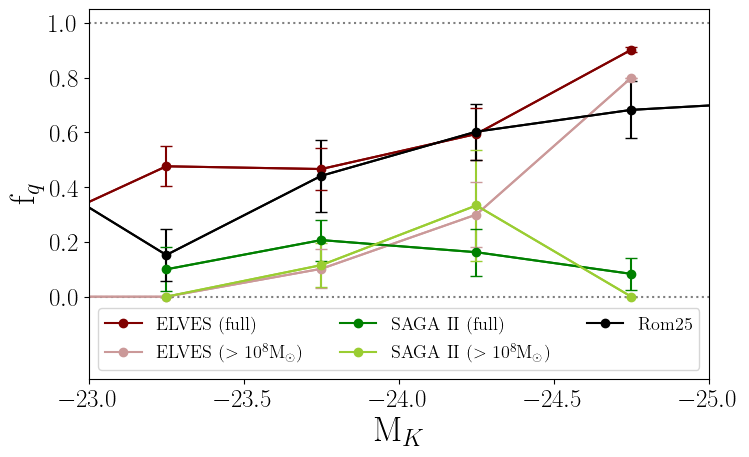 1.0
0.8
0.6
0.4
0.2
0.0
f_q
ELVES (full)
ELVES (> 10^8 M_⊙)
SAGA II (full)
SAGA II (> 10^8 M_⊙)
Rom25
−23.0 −23.5 −24.0 −24.5 −25.0
M_K